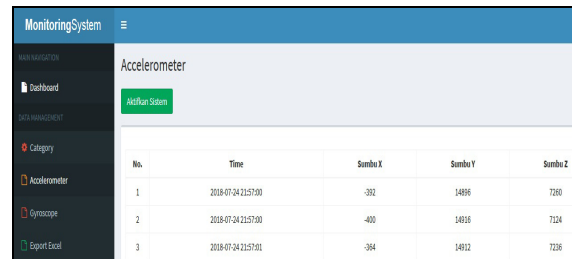 MonitoringSystem
MAIN NAVIGATION
Dashboard
DATA MANAGEMENT
Category
Accelerometer
Gyroscope
Export Excel
Accelerometer
Aktifkan Sistem
No. Time Sumbu X Sumbu Y Sumbu Z
1 2018-07-24 21:57:00 -392 14896 7260
2 2018-07-24 21:57:00 -400 14916 7124
3 2018-07-24 21:57:01 -364 14912 7236